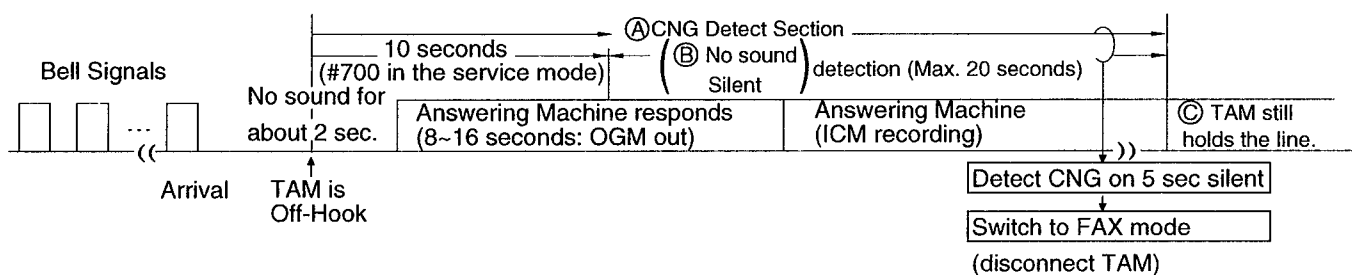 Ⓐ CNG Detect Section
10 seconds
(#700 in the service mode)
Ⓑ No sound
Silent
detection (Max. 20 seconds)
Bell Signals
No sound for
about 2 sec.
Answering Machine responds
(8~16 seconds: OGM out)
Answering Machine
(ICM recording)
Ⓒ TAM still
holds the line.
...
Arrival
TAM is
Off-Hook
Detect CNG on 5 sec silent
Switch to FAX mode
(disconnect TAM)